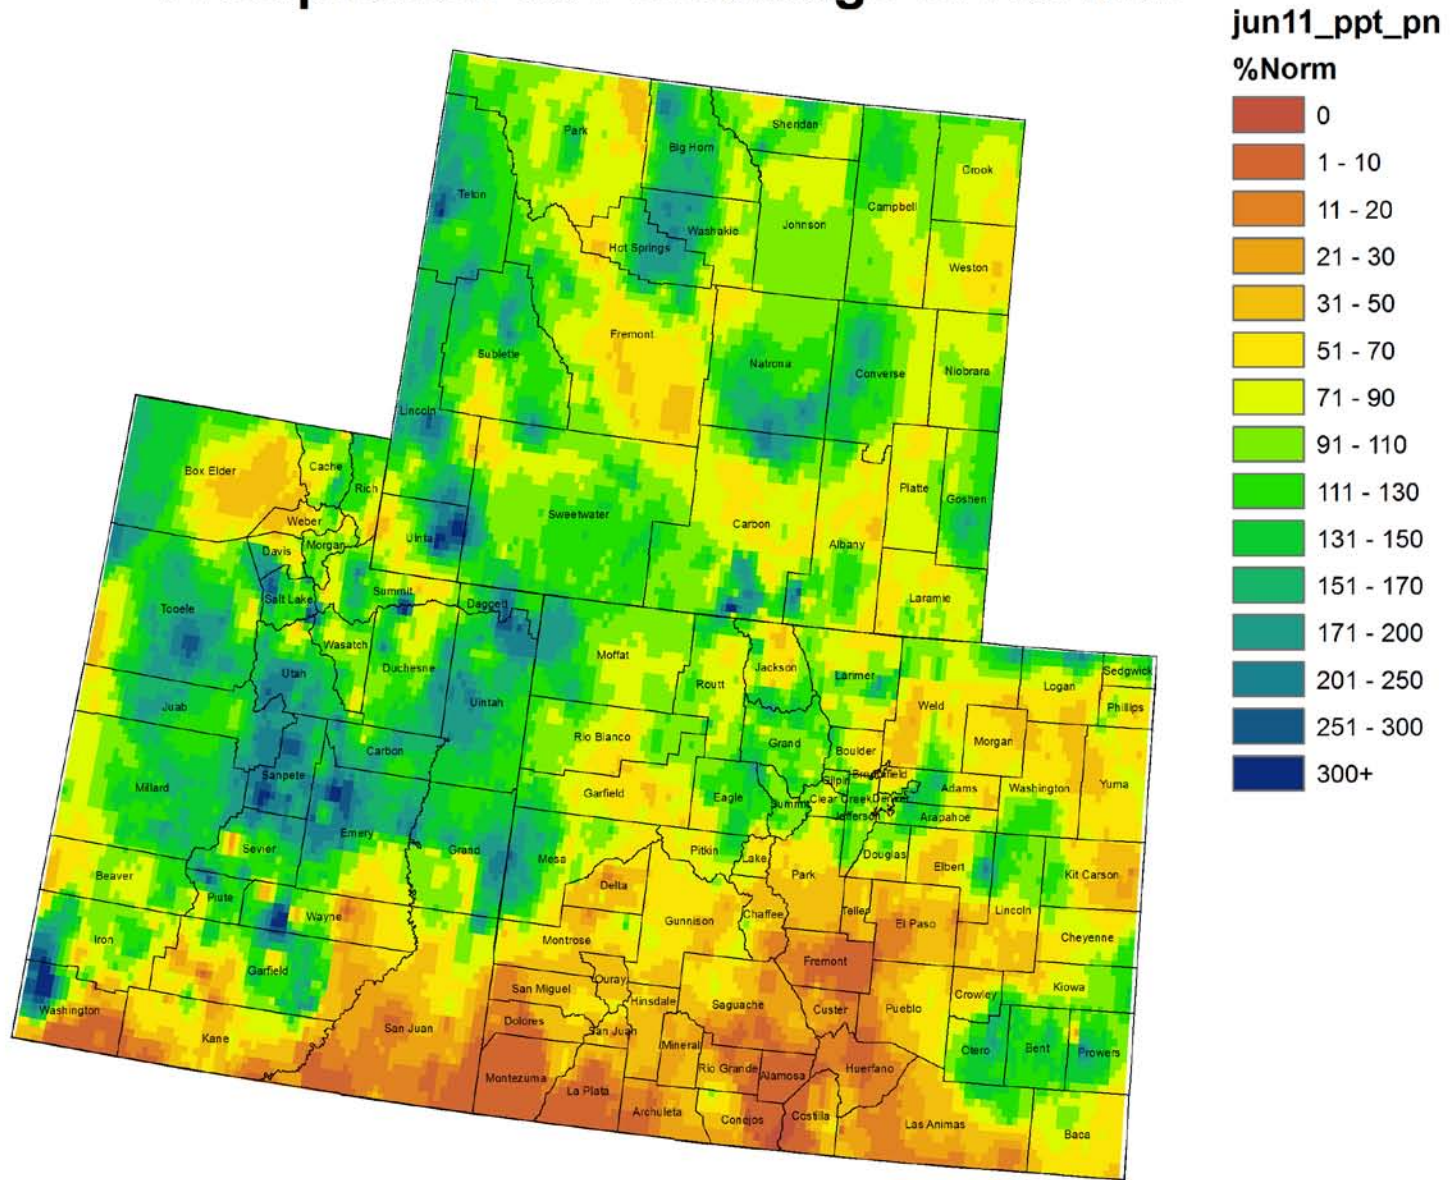 jun11_ppt_pn
%Norm
0
1 - 10
11 - 20
21 - 30
31 - 50
51 - 70
71 - 90
91 - 110
111 - 130
131 - 150
151 - 170
171 - 200
201 - 250
251 - 300
300+
Park
Sheridan
Big Horn
Crook
Teton
Campbell
Johnson
Washakie
Hot Springs
Weston
Fremont
Sublette
Natrona
Converse
Niobrara
Lincoln
Box Elder
Cache
Rich
Platte
Goshen
Sweetwater
Weber
Carbon
Uinta
Albany
Davis
Morgan
Summit
Laramie
Salt Lake
Daggett
Tooele
Wasatch
Duchesne
Moffat
Jackson
Utah
Routt
Larimer
Logan
Sedgwick
Uintah
Weld
Phillips
Juab
Rio Blanco
Grand
Morgan
Boulder
Carbon
Broomfield
Sanpete
Gilpin
Millard
Garfield
Eagle
Summit
Clear Creek
Denver
Adams
Washington
Yuma
Jefferson
Arapahoe
Emery
Sevier
Grand
Mesa
Pitkin
Lake
Douglas
Elbert
Park
Beaver
Delta
Kit Carson
Piute
Wayne
Gunnison
Chaffee
Teller
El Paso
Lincoln
Iron
Montrose
Cheyenne
Garfield
Fremont
San Miguel
Ouray
Hinsdale
Saguache
Crowley
Kiowa
Washington
Custer
Pueblo
Kane
San Juan
Dolores
San Juan
Mineral
Otero
Bent
Prowers
Montezuma
La Plata
Rio Grande
Alamosa
Huerfano
Archuleta
Conejos
Costilla
Las Animas
Baca